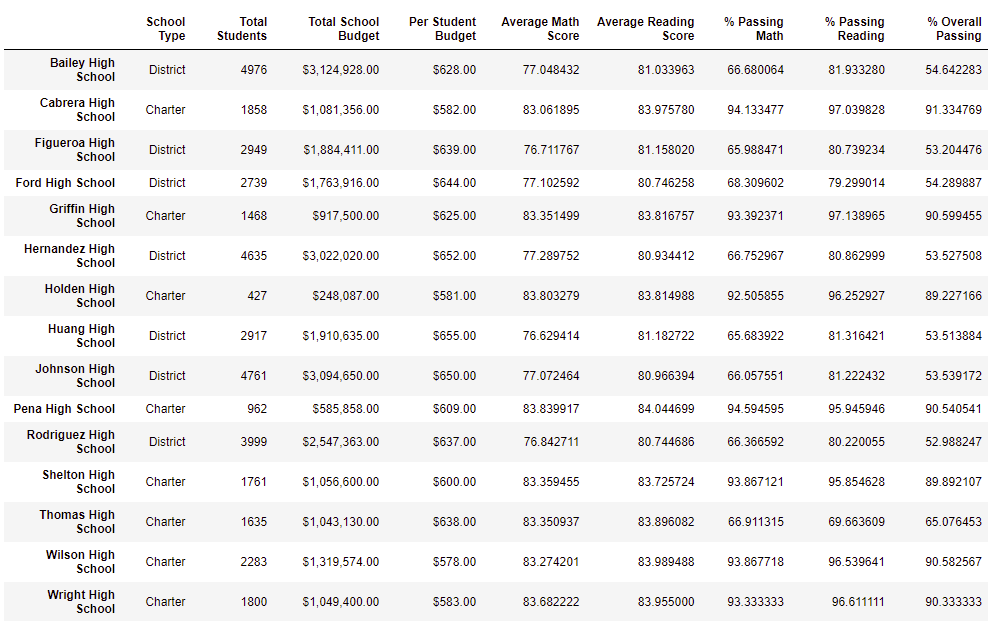 School Type Total Students Total School Budget Per Student Budget Average Math Score Average Reading Score % Passing Math % Passing Reading % Overall Passing
Bailey High School District 4976 $3,124,928.00 $628.00 77.048432 81.033963 66.680064 81.933280 54.642283
Cabrera High School Charter 1858 $1,081,356.00 $582.00 83.061895 83.975780 94.133477 97.039828 91.334769
Figueroa High School District 2949 $1,884,411.00 $639.00 76.711767 81.158020 65.988471 80.739234 53.204476
Ford High School District 2739 $1,763,916.00 $644.00 77.102592 80.746258 68.309602 79.299014 54.289887
Griffin High School Charter 1468 $917,500.00 $625.00 83.351499 83.816757 93.392371 97.138965 90.599455
Hernandez High School District 4635 $3,022,020.00 $652.00 77.289752 80.934412 66.752967 80.862999 53.527508
Holden High School Charter 427 $248,087.00 $581.00 83.803279 83.814988 92.505855 96.252927 89.227166
Huang High School District 2917 $1,910,635.00 $655.00 76.629414 81.182722 65.683922 81.316421 53.513884
Johnson High School District 4761 $3,094,650.00 $650.00 77.072464 80.966394 66.057551 81.222432 53.539172
Pena High School Charter 962 $585,858.00 $609.00 83.839917 84.044699 94.594595 95.945946 90.540541
Rodriguez High School District 3999 $2,547,363.00 $637.00 76.842711 80.744686 66.366592 80.220055 52.988247
Shelton High School Charter 1761 $1,056,600.00 $600.00 83.359455 83.725724 93.867121 95.854628 89.892107
Thomas High School Charter 1635 $1,043,130.00 $638.00 83.350937 83.896082 66.911315 69.663609 65.076453
Wilson High School Charter 2283 $1,319,574.00 $578.00 83.274201 83.989488 93.867718 96.539641 90.582567
Wright High School Charter 1800 $1,049,400.00 $583.00 83.682222 83.955000 93.333333 96.611111 90.333333